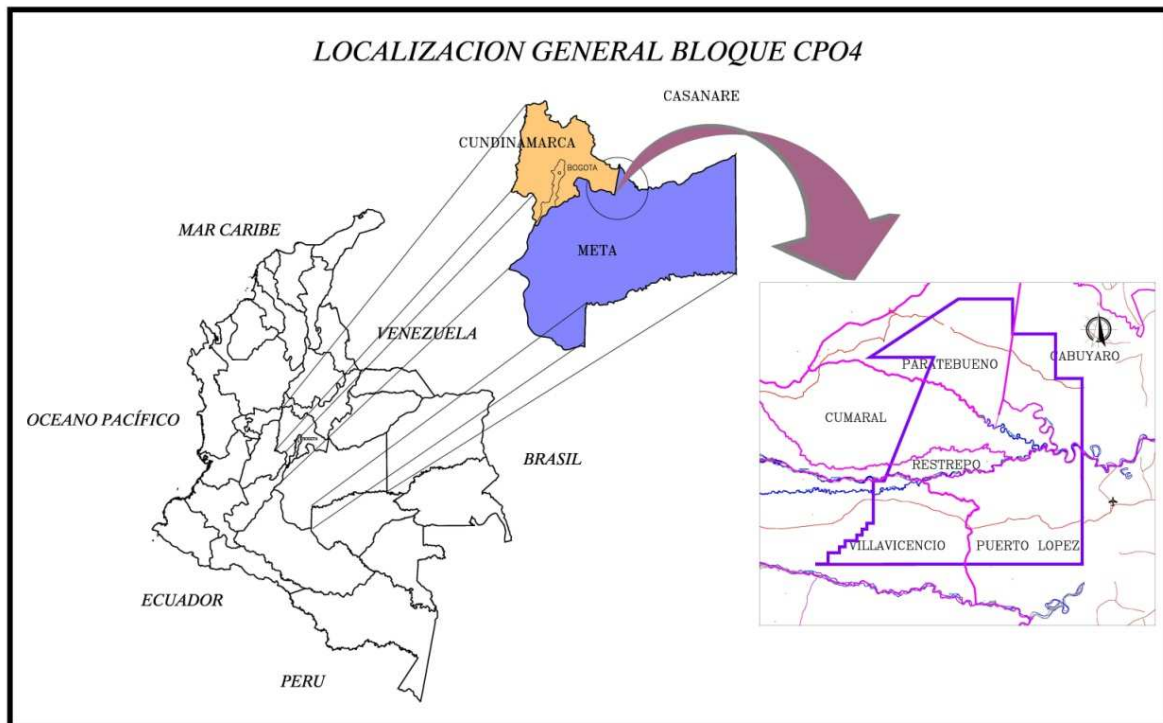 LOCALIZACION GENERAL BLOQUE CPO4
CASANARE
CUNDINAMARCA
BOGOTA
META
MAR CARIBE
VENEZUELA
OCEANO PACÍFICO
BOGOTA
BRASIL
ECUADOR
PERU
CABUYARO
PARATEBUENO
CUMARAL
RESTREPO
VILLAVICENCIO
PUERTO LOPEZ